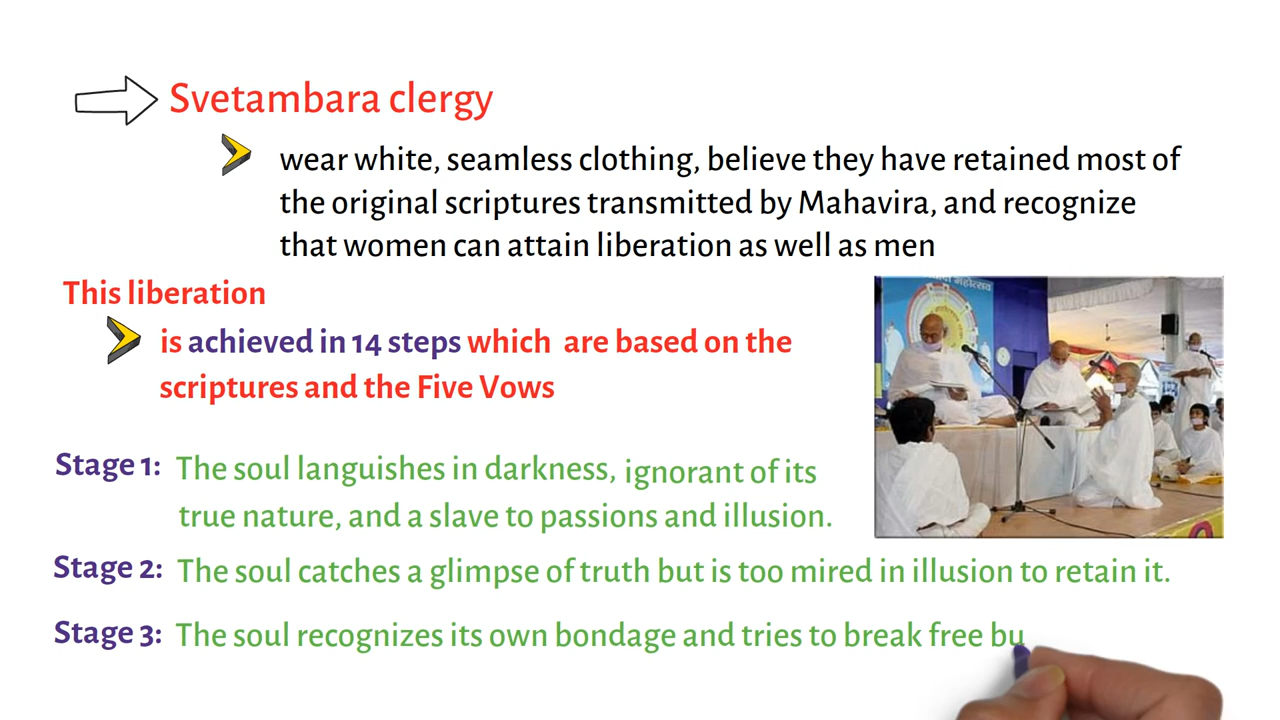 Svetambara clergy
wear white, seamless clothing, believe they have retained most of
the original scriptures transmitted by Mahavira, and recognize
that women can attain liberation as well as men
This liberation
is achieved in 14 steps which are based on the
scriptures and the Five Vows
महोत्सव
Stage 1: The soul languishes in darkness, ignorant of its
true nature, and a slave to passions and illusion.
Stage 2: The soul catches a glimpse of truth but is too mired in illusion to retain it.
Stage 3: The soul recognizes its own bondage and tries to break free bu